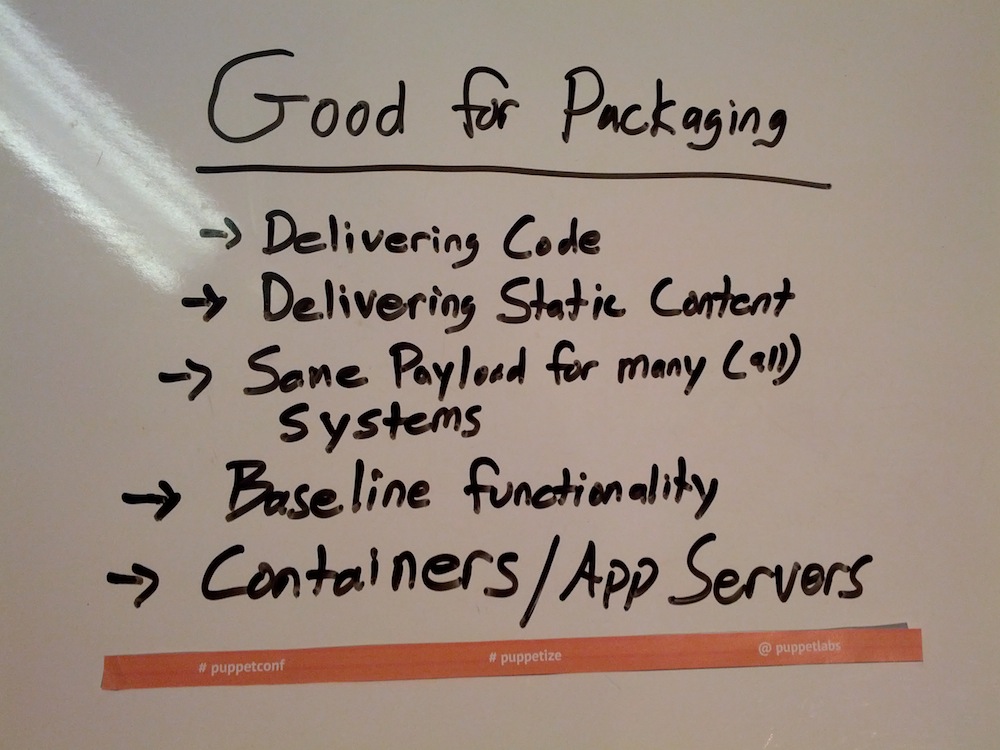 Good for Packaging
→ Delivering Code
→ Delivering Static Content
→ Same Payload for many (all)
systems
→ Baseline functionality
→ Containers/App Servers
# puppetconf # puppetize @ puppetlabs